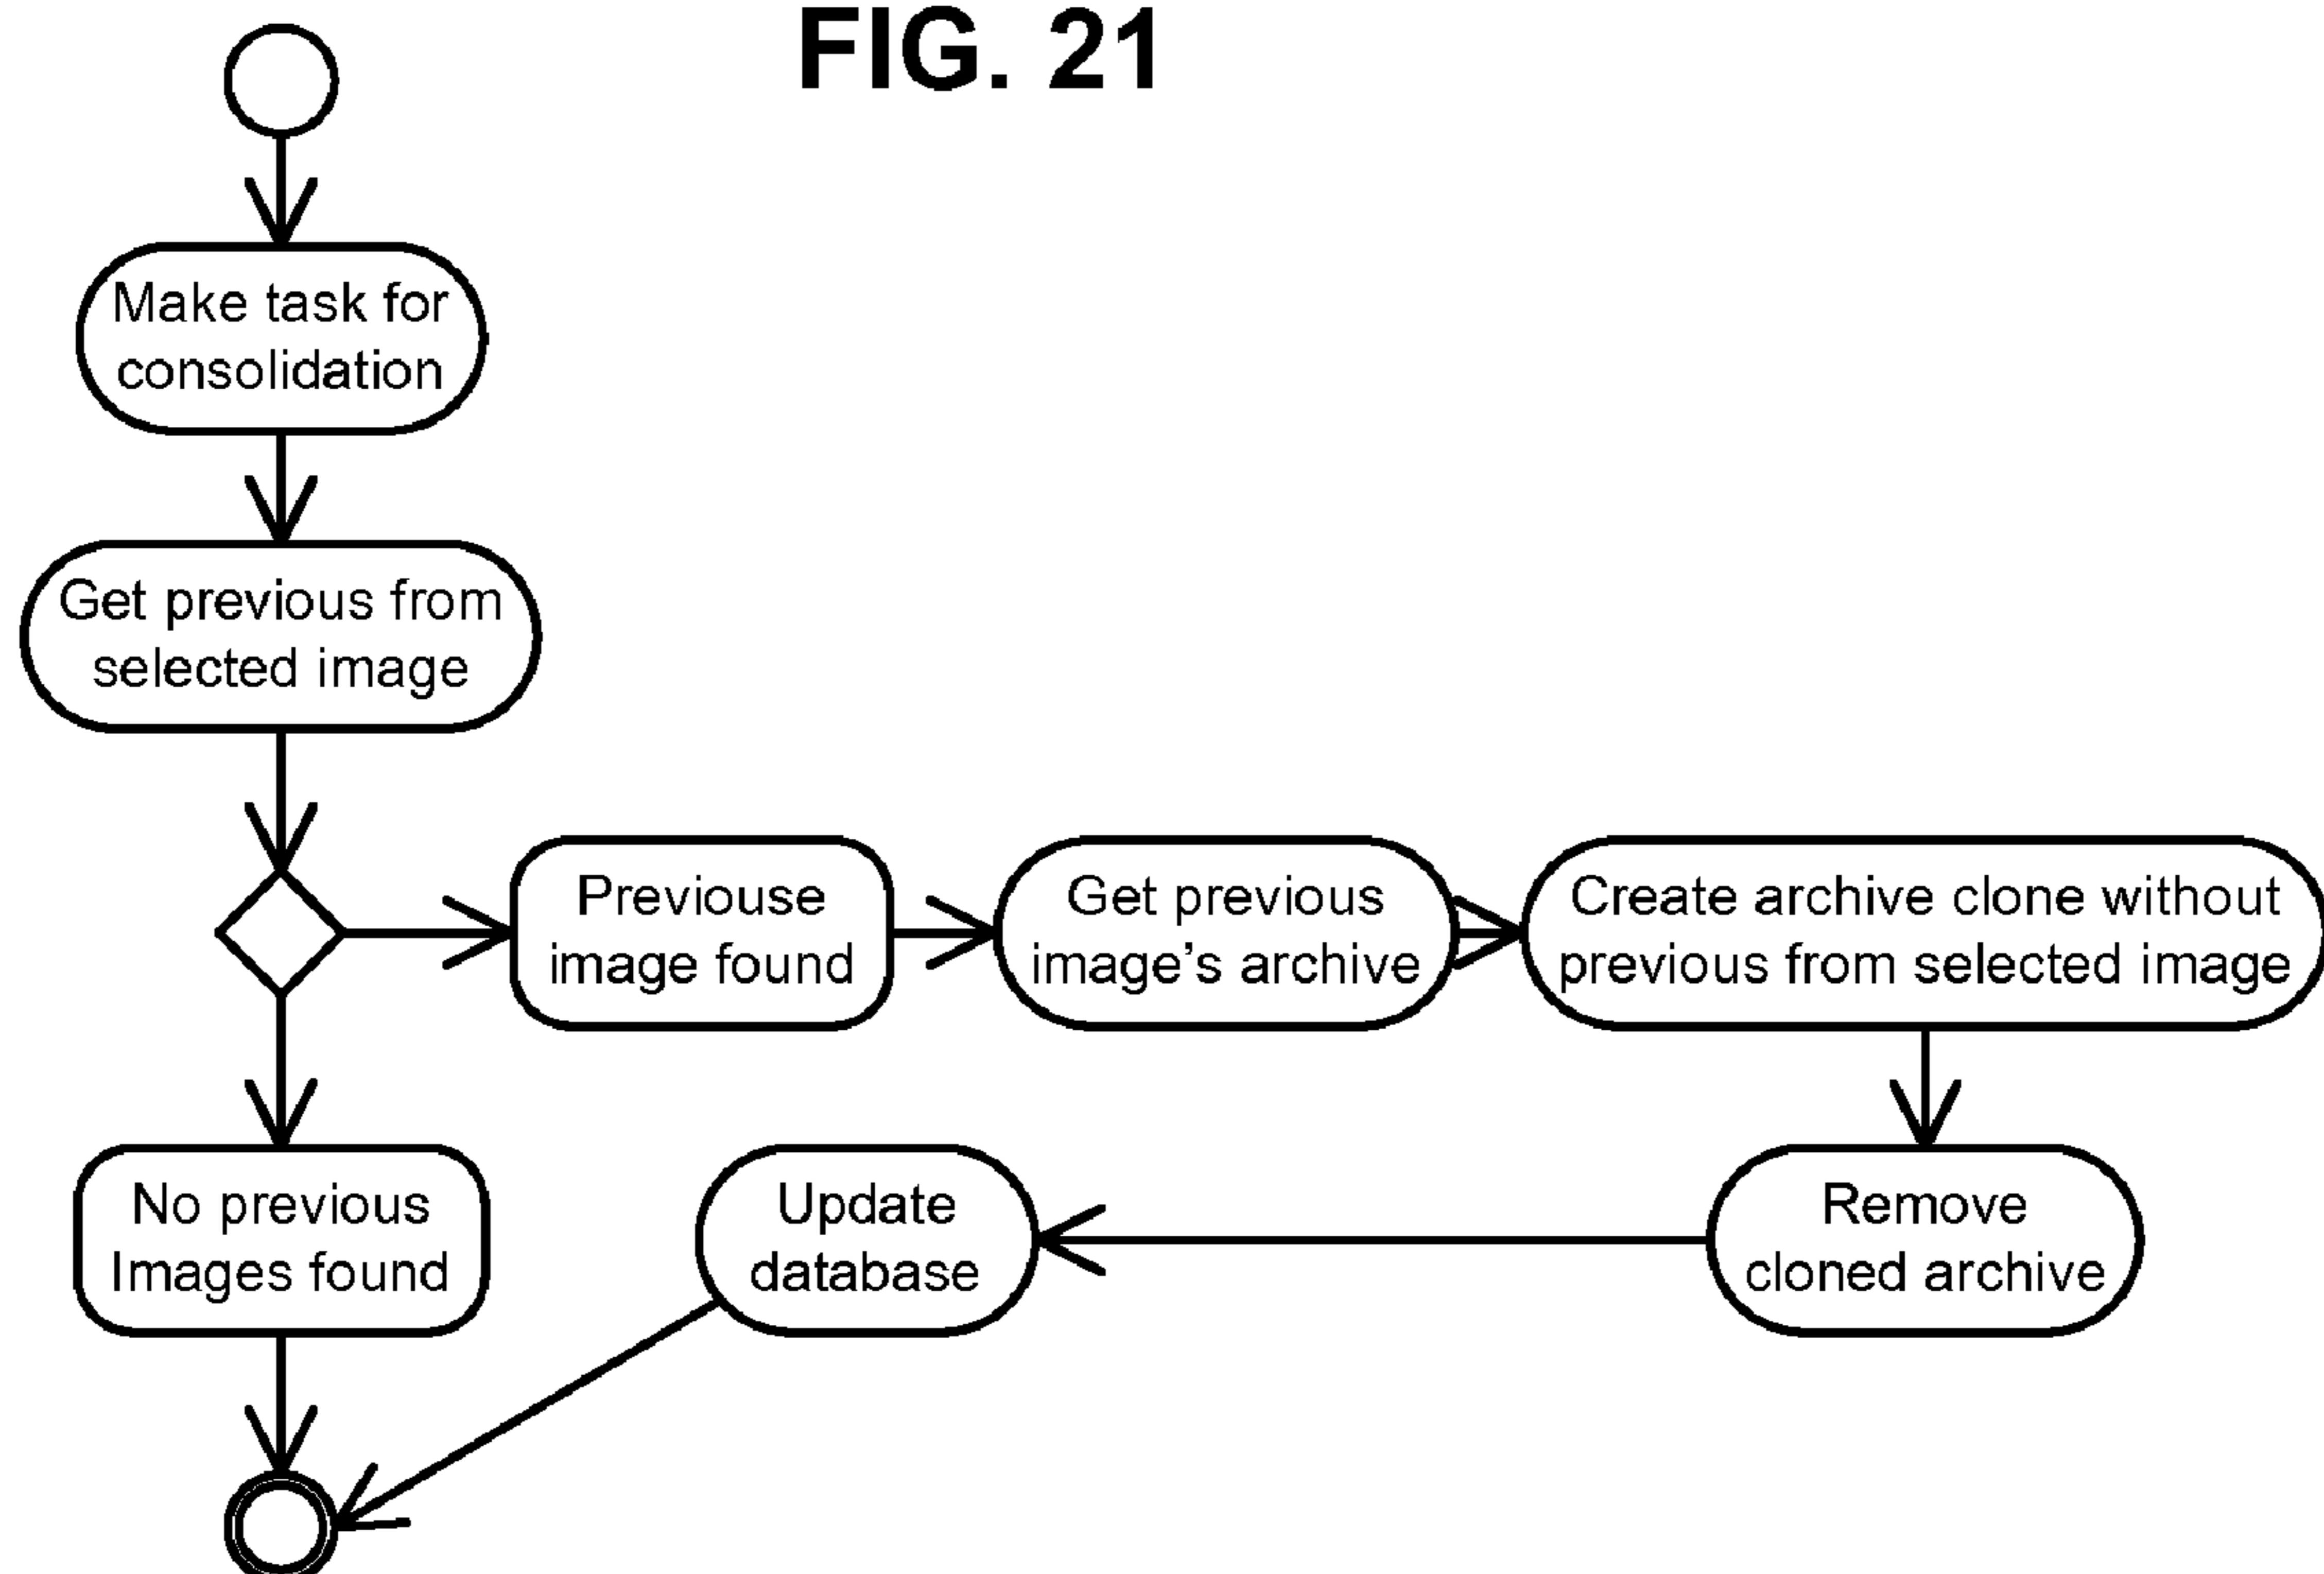 FIG. 21
Make task for
consolidation
Get previous from
selected image
Previouse
image found
Get previous
image’s archive
Create archive clone without
previous from selected image
No previous
Images found
Update
database
Remove
cloned archive